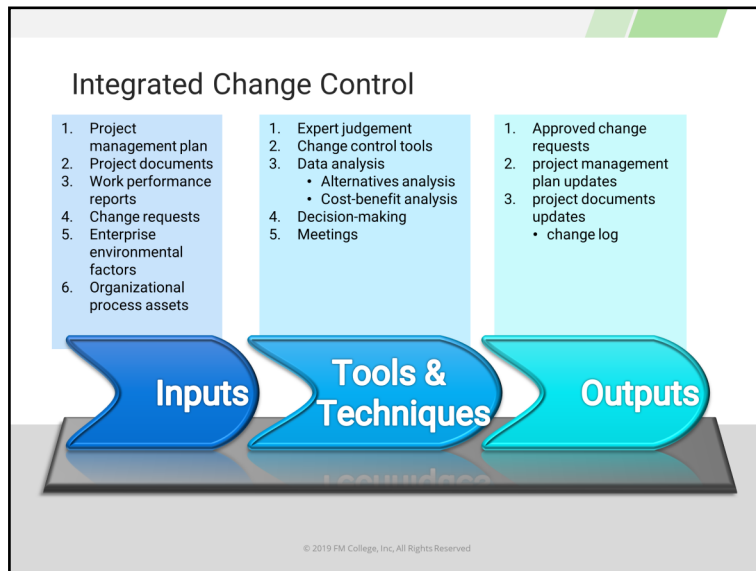 Integrated Change Control
1. Project
management plan
2. Project documents
3. Work performance
reports
4. Change requests
5. Enterprise
environmental
factors
6. Organizational
process assets
1. Expert judgement
2. Change control tools
3. Data analysis
• Alternatives analysis
• Cost-benefit analysis
4. Decision-making
5. Meetings
1. Approved change
requests
2. project management
plan updates
3. project documents
updates
• change log
Inputs
Tools &
Techniques
Outputs
© 2019 FM College, Inc, All Rights Reserved